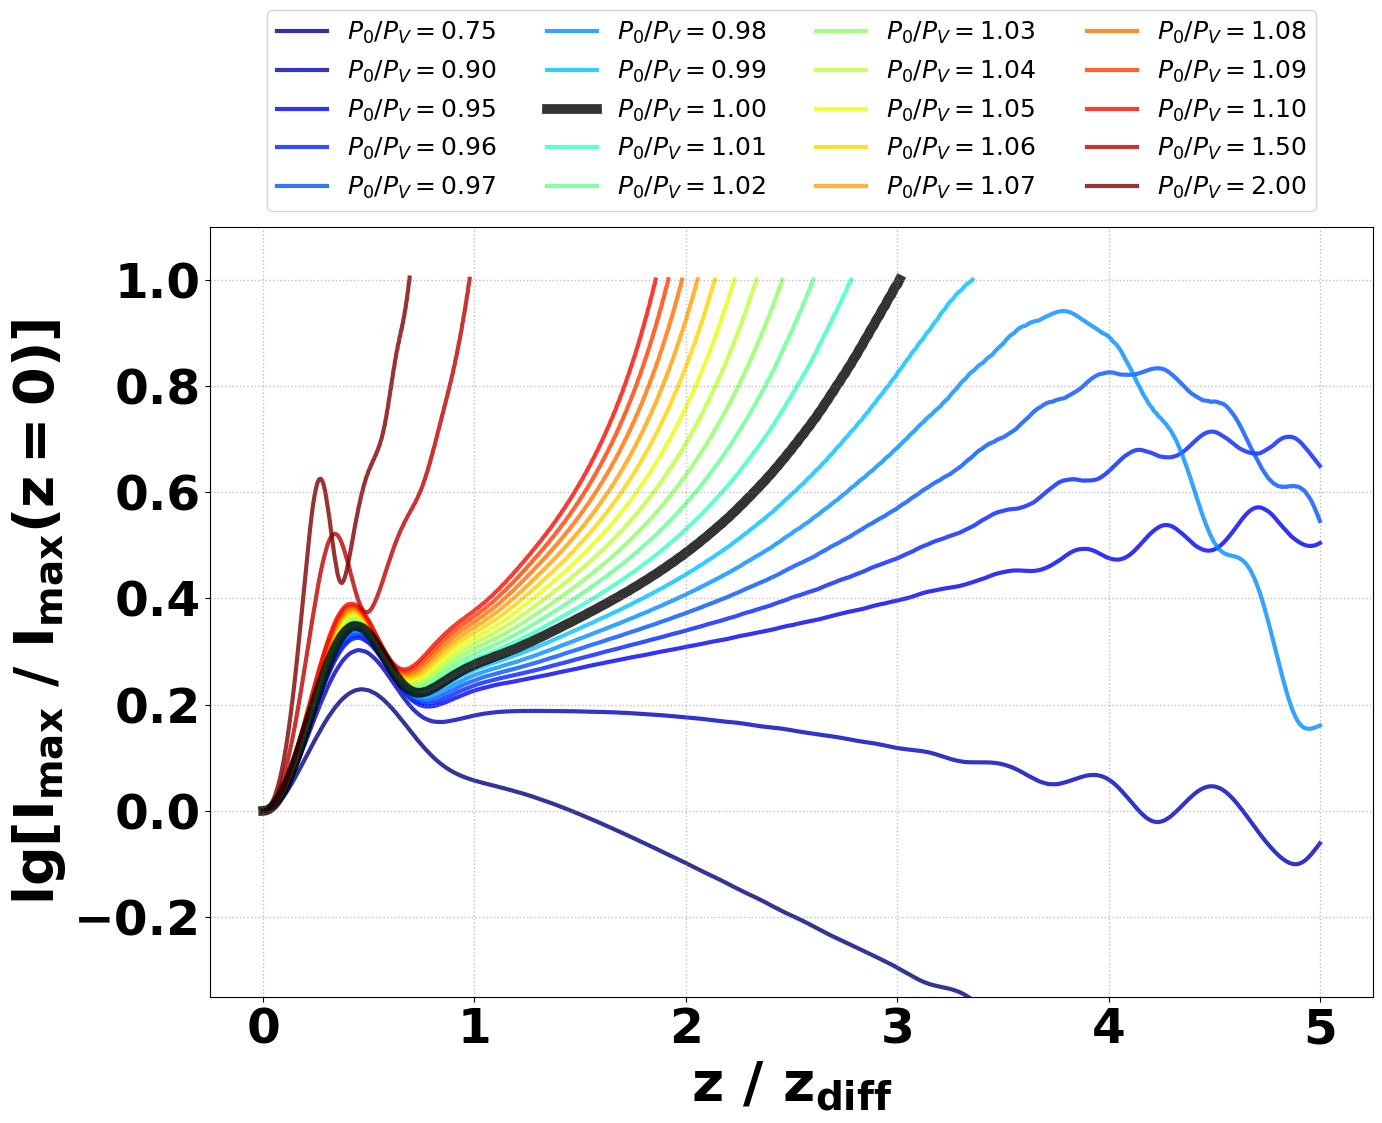 P₀/P_V = 0.75 P₀/P_V = 0.98 P₀/P_V = 1.03 P₀/P_V = 1.08
P₀/P_V = 0.90 P₀/P_V = 0.99 P₀/P_V = 1.04 P₀/P_V = 1.09
P₀/P_V = 0.95 P₀/P_V = 1.00 P₀/P_V = 1.05 P₀/P_V = 1.10
P₀/P_V = 0.96 P₀/P_V = 1.01 P₀/P_V = 1.06 P₀/P_V = 1.50
P₀/P_V = 0.97 P₀/P_V = 1.02 P₀/P_V = 1.07 P₀/P_V = 2.00
lg[I_max / I_max(z = 0)]
1.0
0.8
0.6
0.4
0.2
0.0
−0.2
0 1 2 3 4 5
z / z_diff